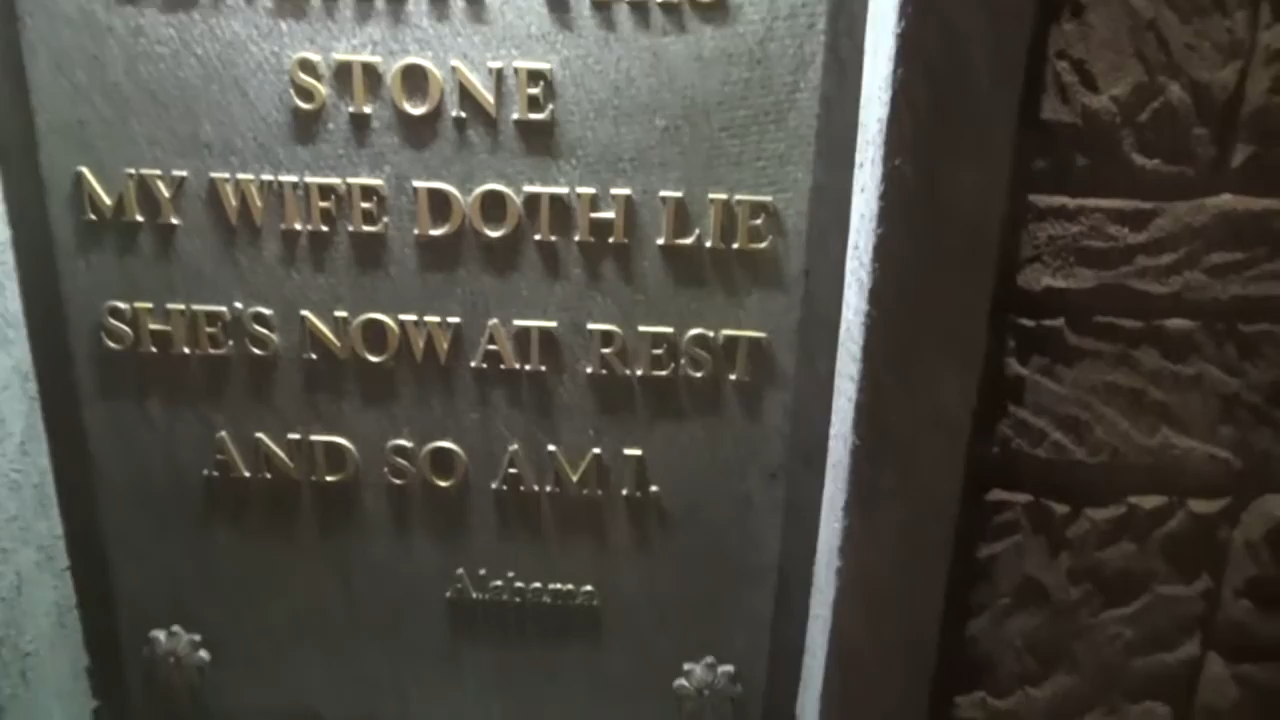 STONE
MY WIFE DOTH LIE
SHE'S NOW AT REST
AND SO AM I.
Alabama